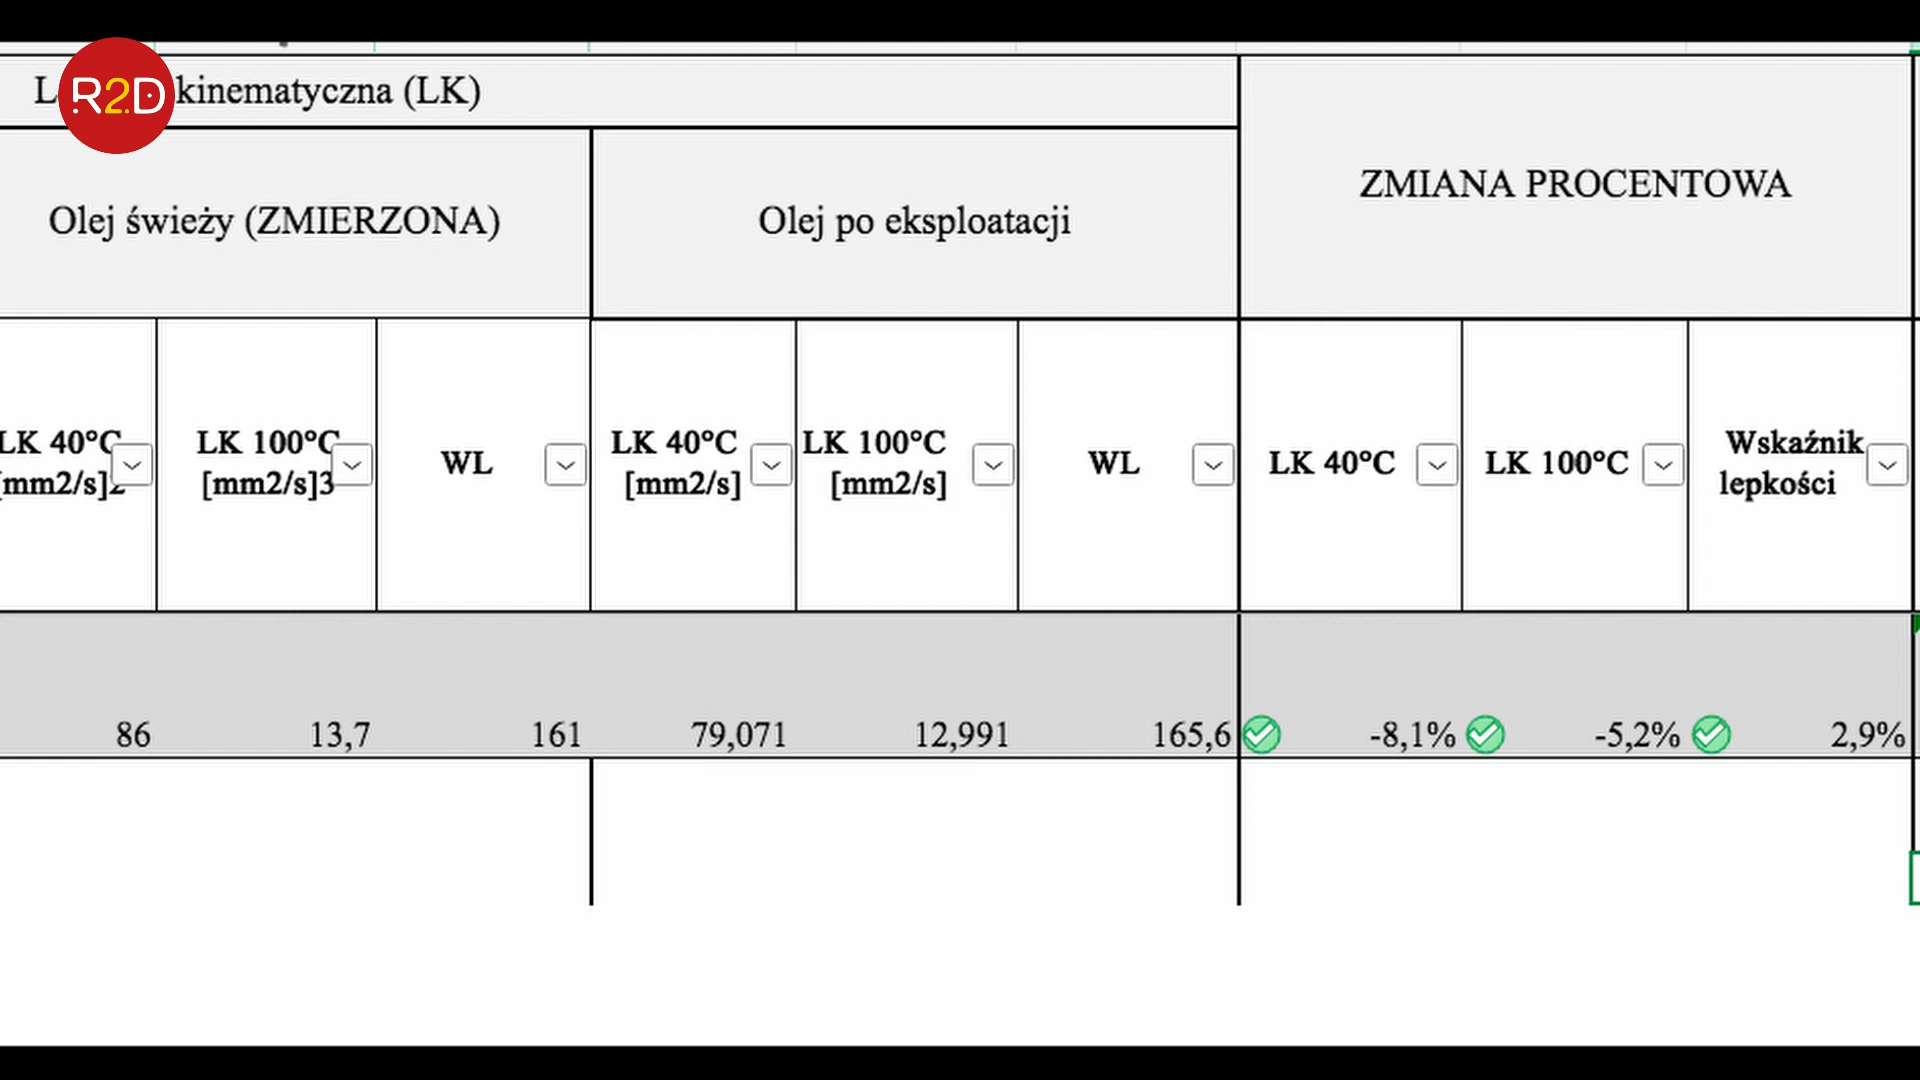 R2D
kinematyczna (LK)
Olej świeży (ZMIERZONA)
Olej po eksploatacji
ZMIANA PROCENTOWA
LK 40°C
[mm2/s]2
LK 100°C
[mm2/s]3
WL
LK 40°C
[mm2/s]
LK 100°C
[mm2/s]
WL
LK 40°C
LK 100°C
Wskaźnik
lepkości
86
13,7
161
79,071
12,991
165,6
-8,1%
-5,2%
2,9%